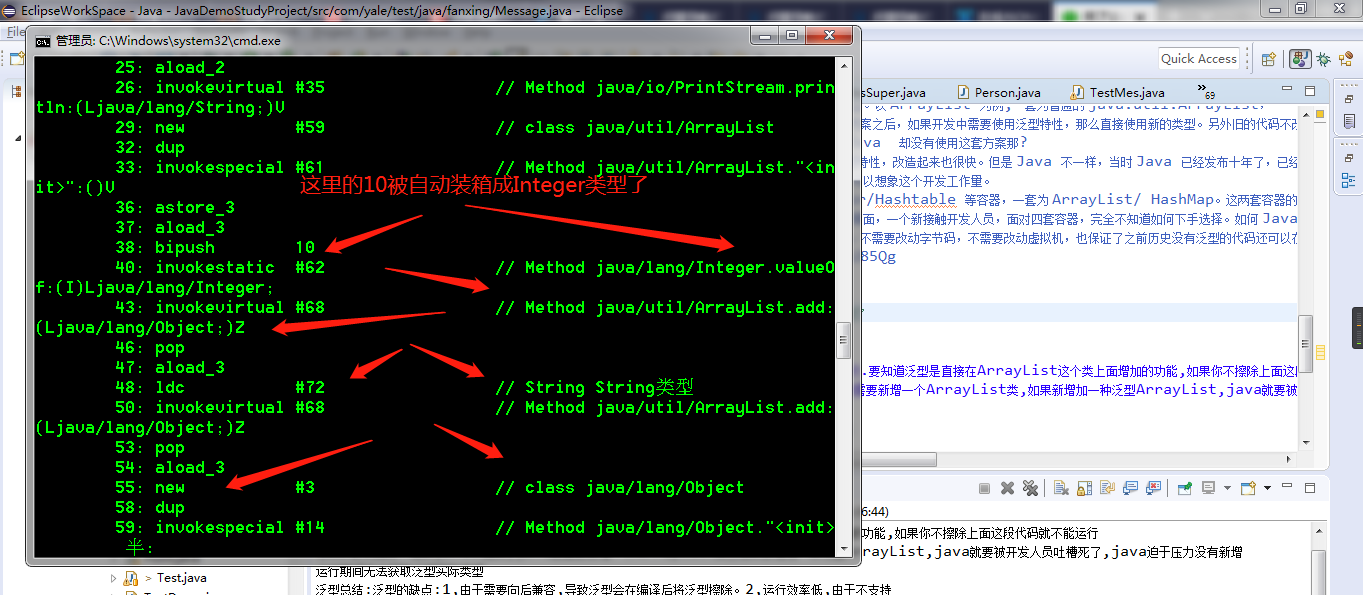 EclipseWorkSpace - Java - JavaDemoStudyProject/src/com/yale/test/java/fanxing/Message.java - Eclipse
File
管理员: C:\Windows\system32\cmd.exe
Quick Access
25: aload_2
26: invokevirtual #35 // Method java/io/PrintStream.prin
tln:(Ljava/lang/String;)V
29: new #59 // class java/util/ArrayList
32: dup
33: invokespecial #61 // Method java/util/ArrayList."<in
it>":()V
这里的10被自动装箱成Integer类型了
36: astore_3
37: aload_3
38: bipush 10
40: invokestatic #62 // Method java/lang/Integer.valueO
f:(I)Ljava/lang/Integer;
43: invokevirtual #68 // Method java/util/ArrayList.add:
(Ljava/lang/Object;)Z
46: pop
47: aload_3
48: ldc #72 // String String类型
50: invokevirtual #68 // Method java/util/ArrayList.add:
(Ljava/lang/Object;)Z
53: pop
54: aload_3
55: new #3 // class java/lang/Object
58: dup
59: invokespecial #14 // Method java/lang/Object."<init>
半:
sSuper.java Person.java TestMes.java »69
为例, 一套为普通的 java.util.ArrayList,
案之后, 如果开发中需要使用泛型特性, 那么直接使用新的类型。另外旧的代码不改
ava 却没有使用这套方案那?
特性, 改造起来也很快。但是 Java 不一样, 当时 Java 已经发布十年了, 已经
以想象这个开发工作量。
r/Hashtable 等容器, 一套为 ArrayList/ HashMap。这两套容器的
面, 一个新接触开发人员, 面对四套容器, 完全不知道如何下手选择。如何 Java
不需要改动字节码, 不需要改动虚拟机, 也保证了之前历史没有泛型的代码还可以在
85Qg
.要知道泛型是直接在ArrayList这个类上面增加的功能,如果你不擦除上面这段
需要新增一个ArrayList类,如果新增加一种泛型ArrayList,java就要被
6:44)
功能,如果你不擦除上面这段代码就不能运行
rayList,java就要被开发人员吐槽死了,java迫于压力没有新增
运行期间无法获取泛型实际类型
泛型总结:泛型的缺点:1,由于需要向后兼容,导致泛型会在编译后将泛型擦除。2,运行效率低,由于不支持
> Test.java